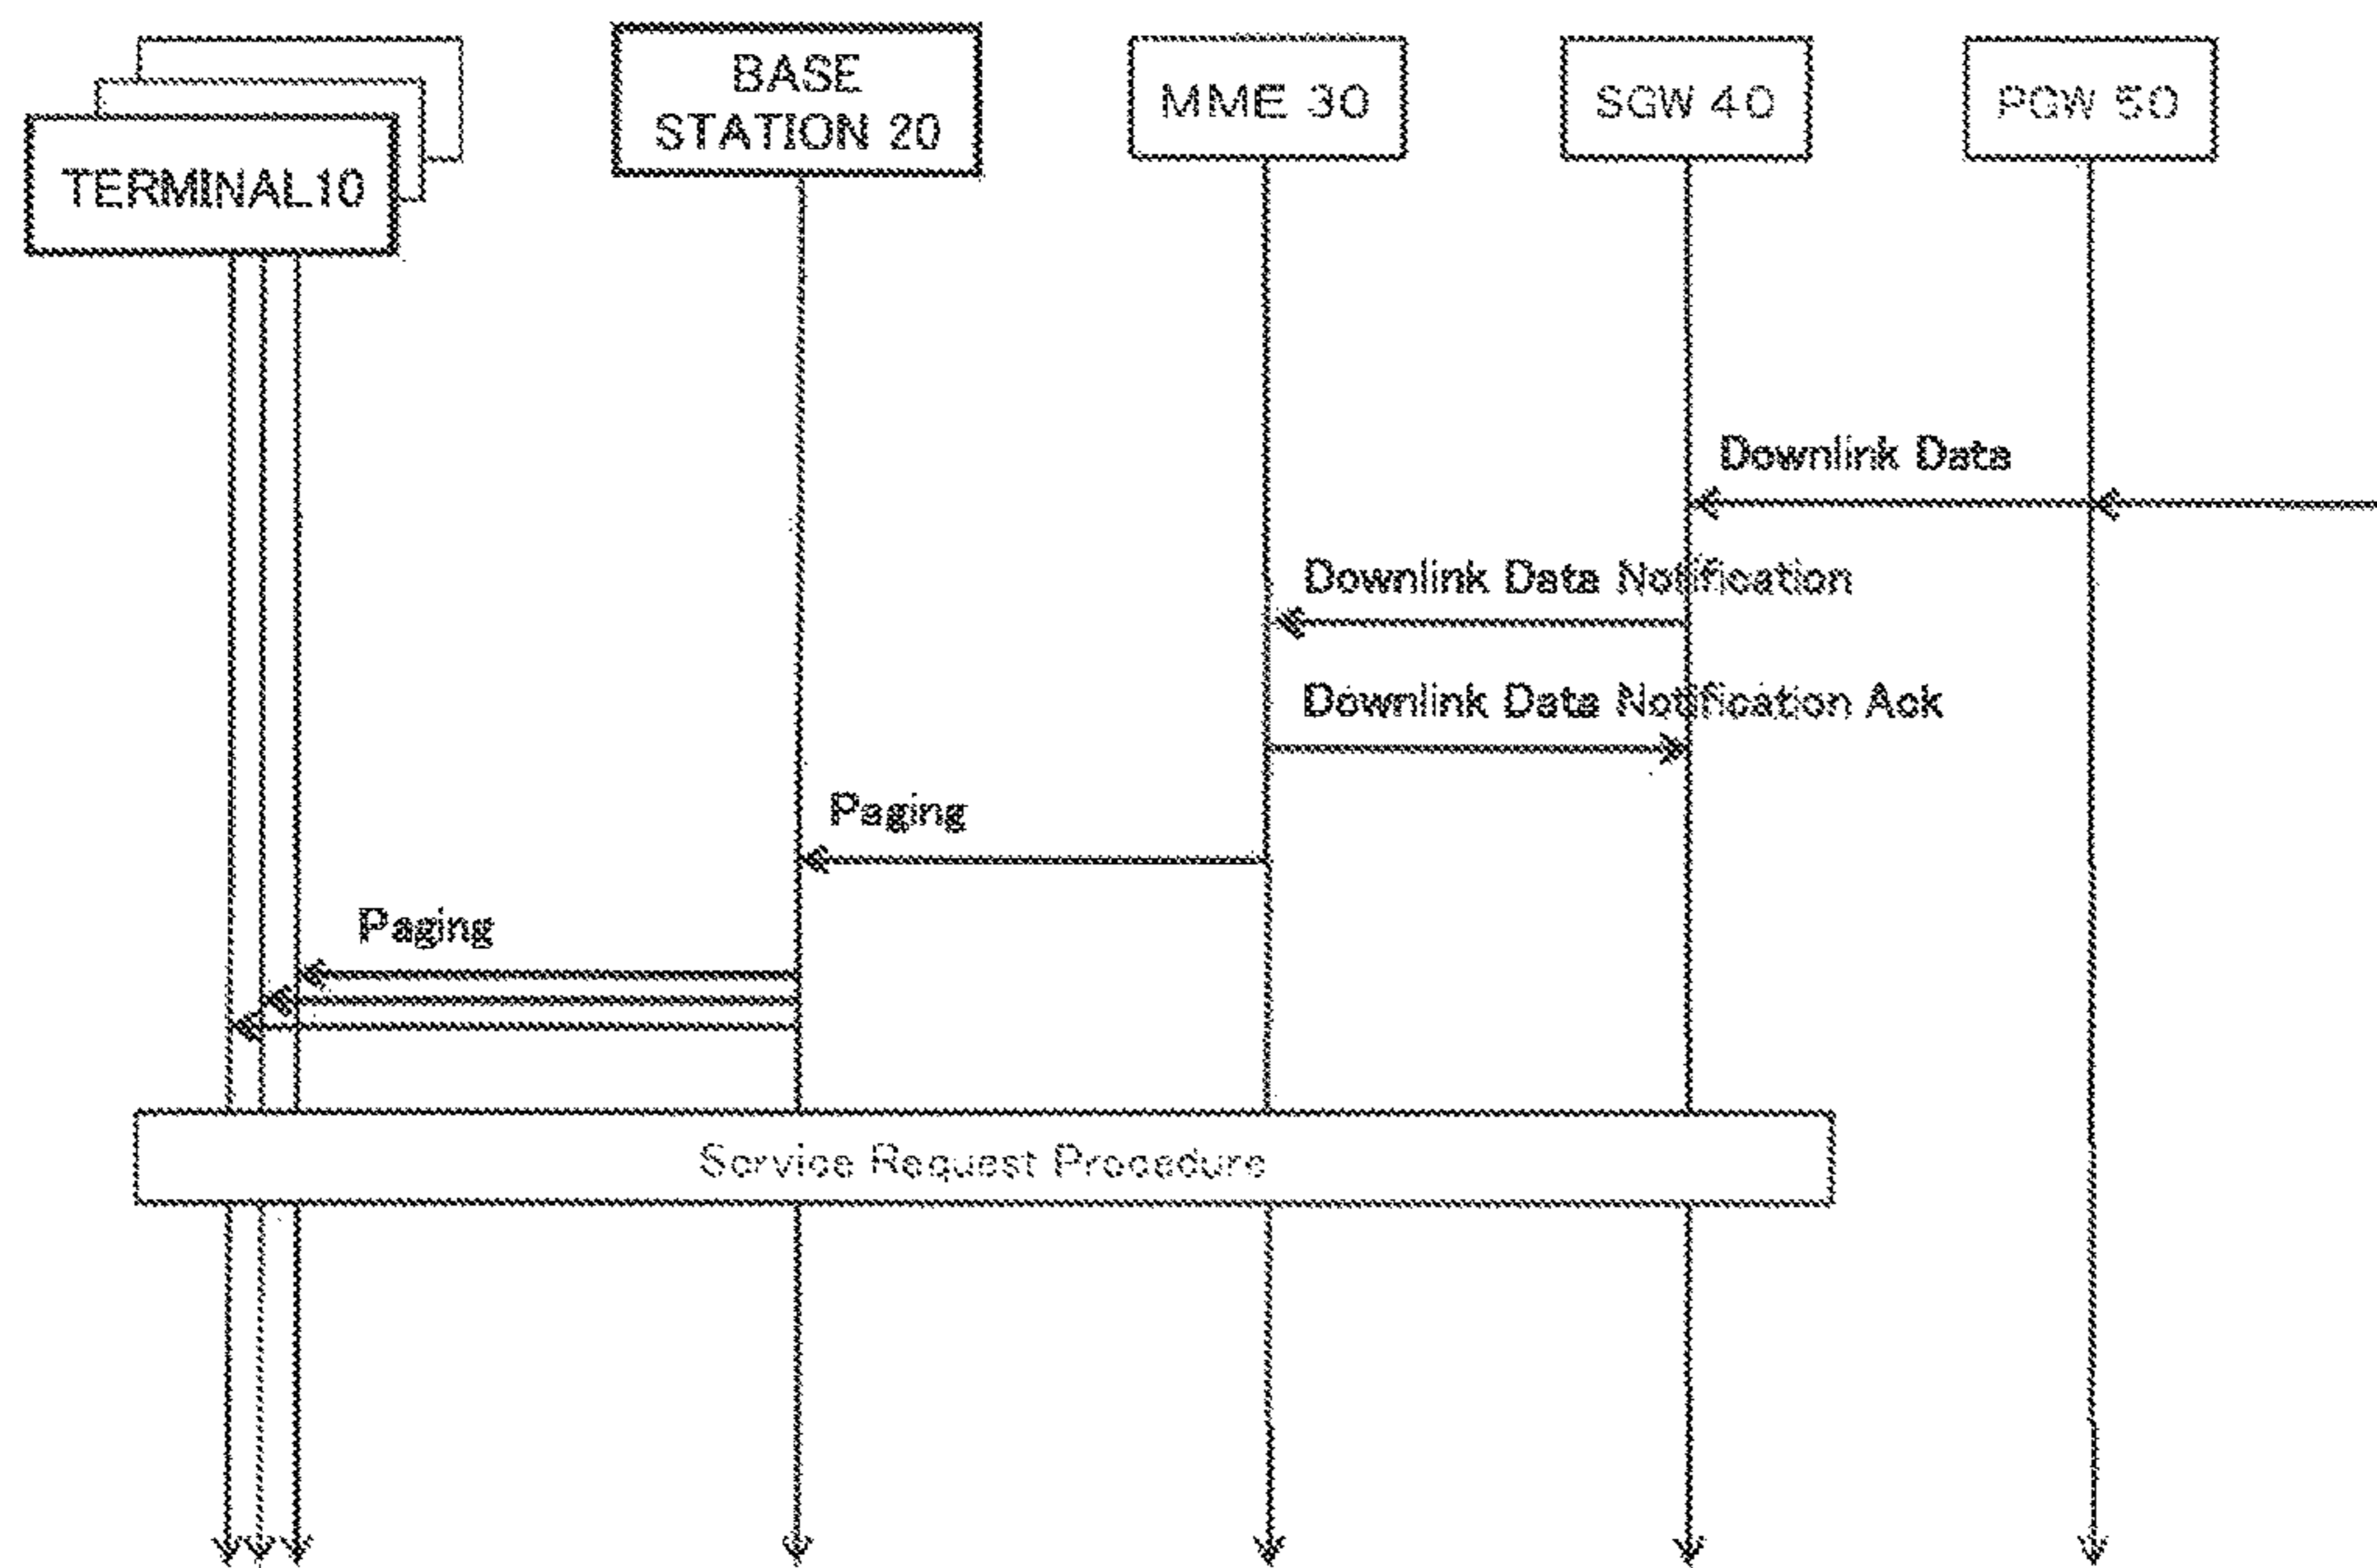 BASE
STATION 20
MME 30
SGW 40
PGW 50
TERMINAL10
Downlink Data
Downlink Data Notification
Downlink Data Notification Ack
Paging
Paging
Service Request Procedure